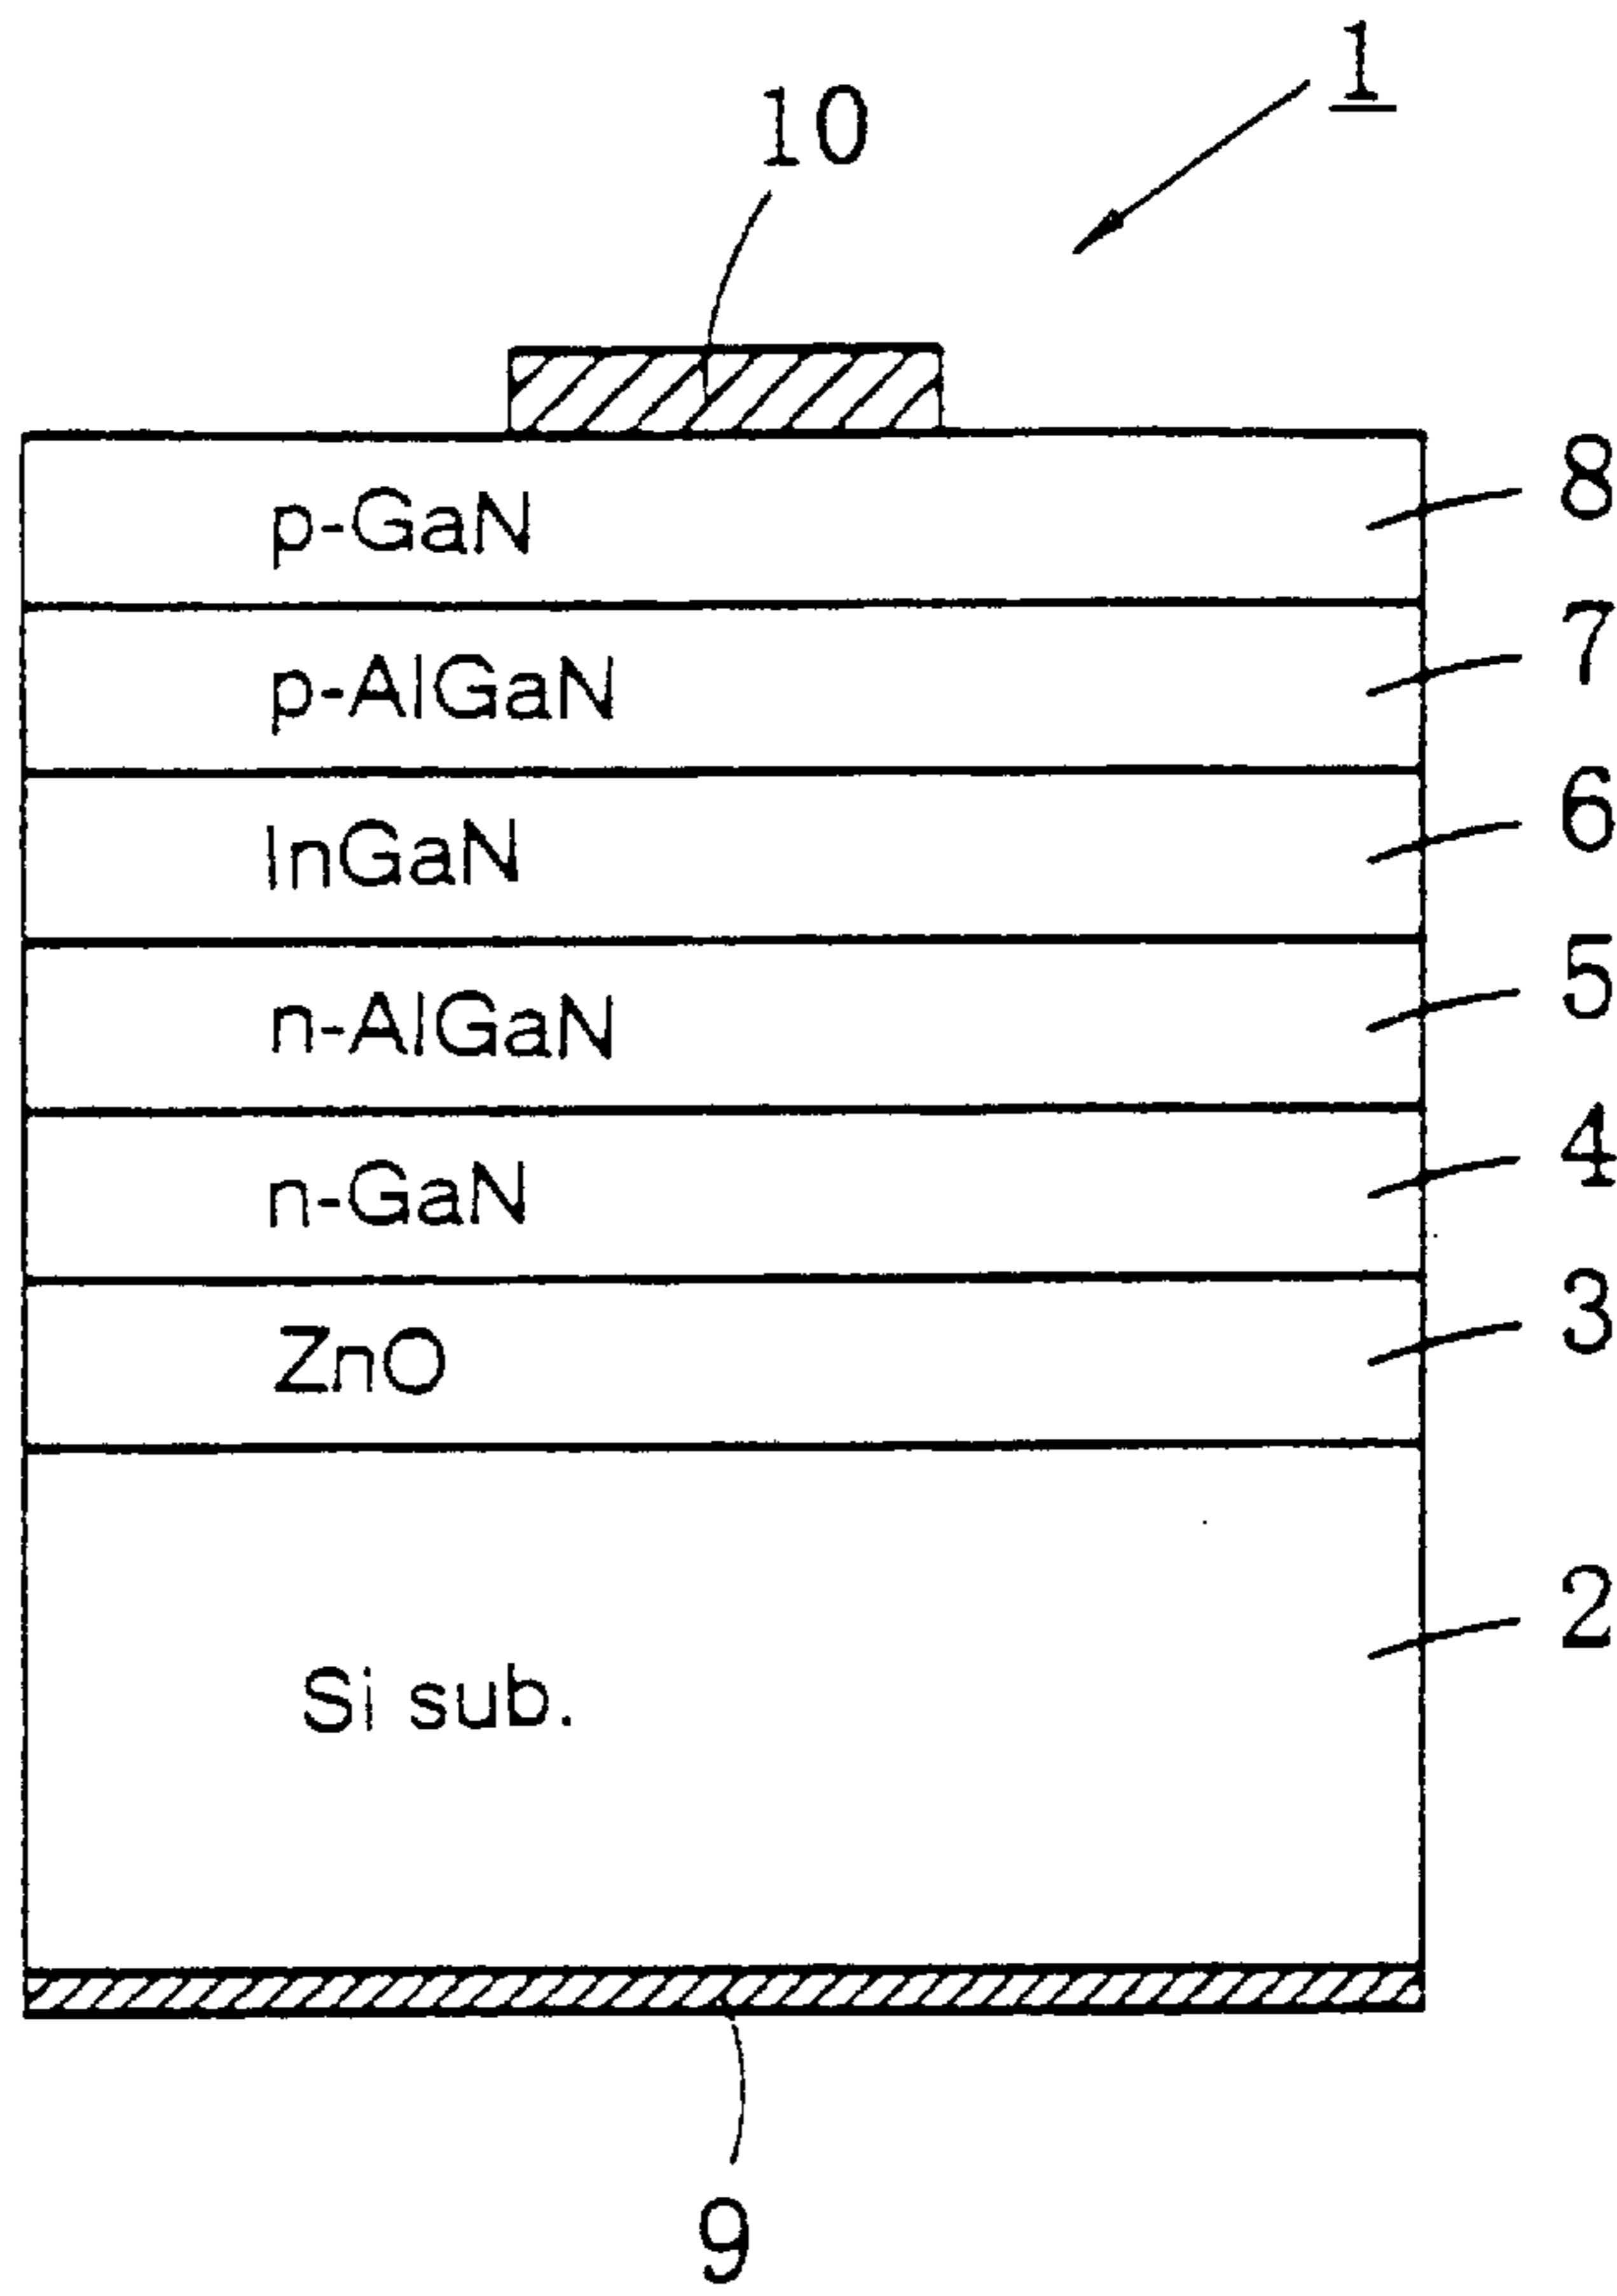 1
10
p-GaN 8
p-AlGaN 7
InGaN 6
n-AlGaN 5
n-GaN 4
ZnO 3
Si sub. 2
9